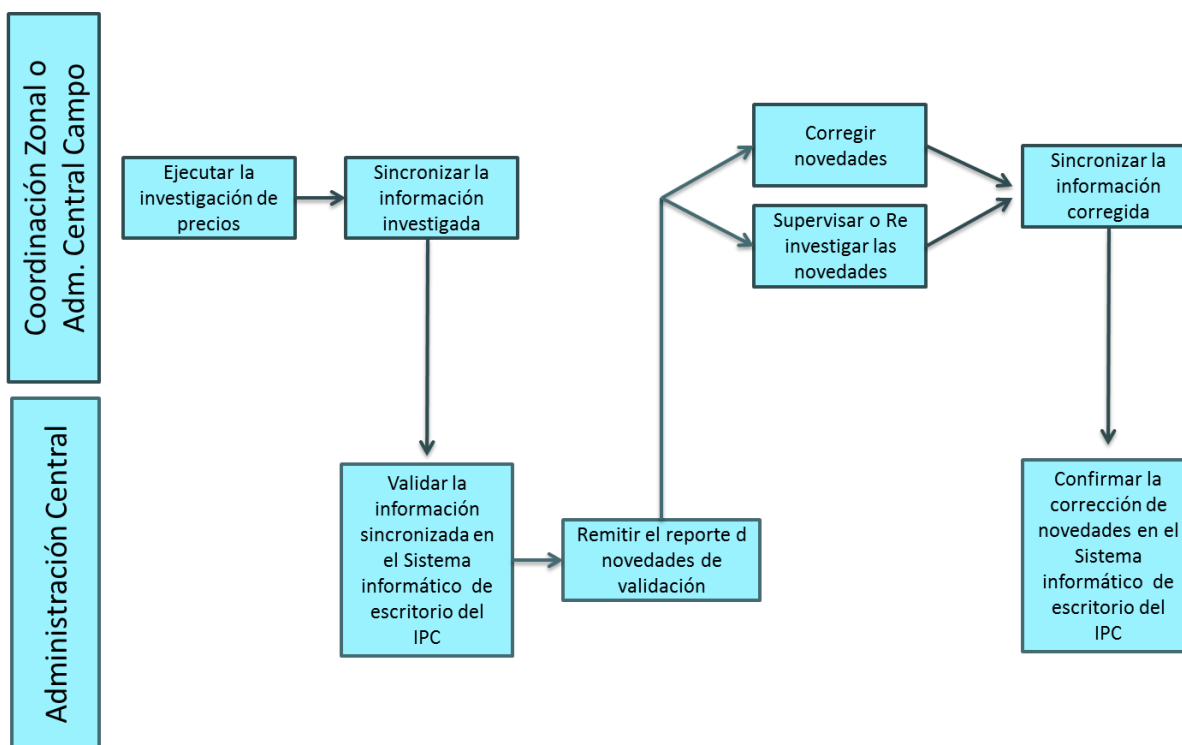 Coordinación Zonal o
Adm. Central Campo
Ejecutar la
investigación de
precios
Sincronizar la
información
investigada
Corregir
novedades
Supervisar o Re
investigar las
novedades
Sincronizar la
información
corregida
Administración Central
Validar la
información
sincronizada en
el Sistema
informático de
escritorio del
IPC
Remitir el reporte d
novedades de
validación
Confirmar la
corrección de
novedades en el
Sistema
informático de
escritorio del
IPC